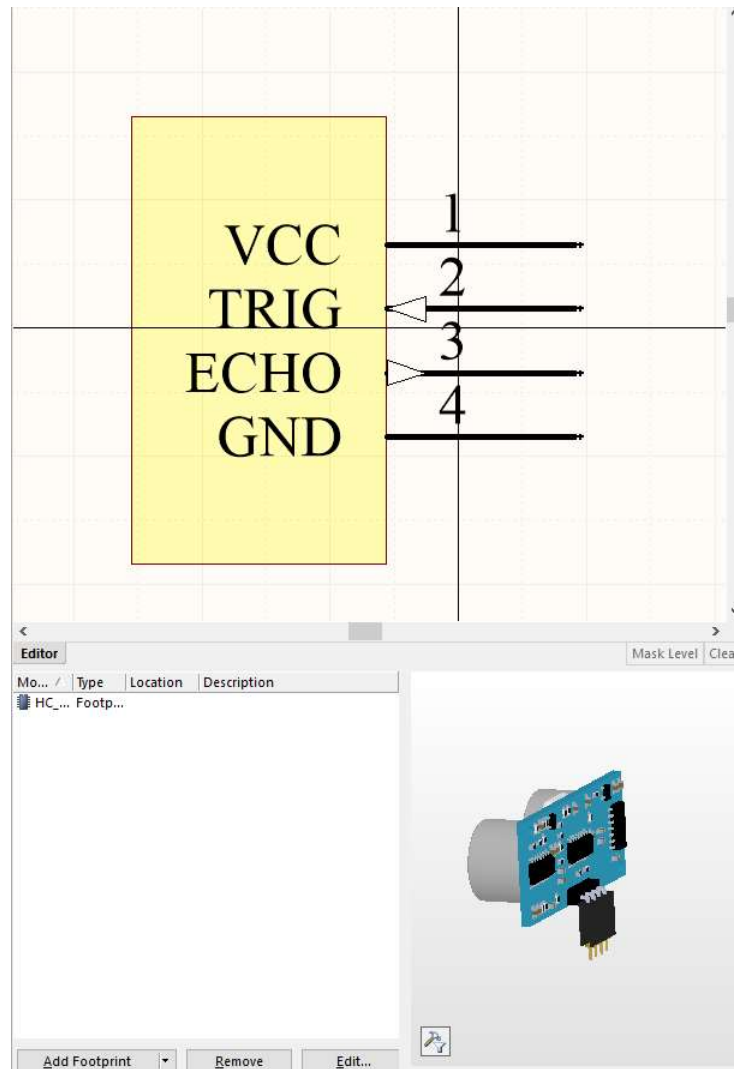 1
VCC
2
TRIG
3
ECHO
4
GND
Editor
Mask Level Clea
Mo... Type Location Description
HC_... Footp...
Add Footprint Remove Edit...